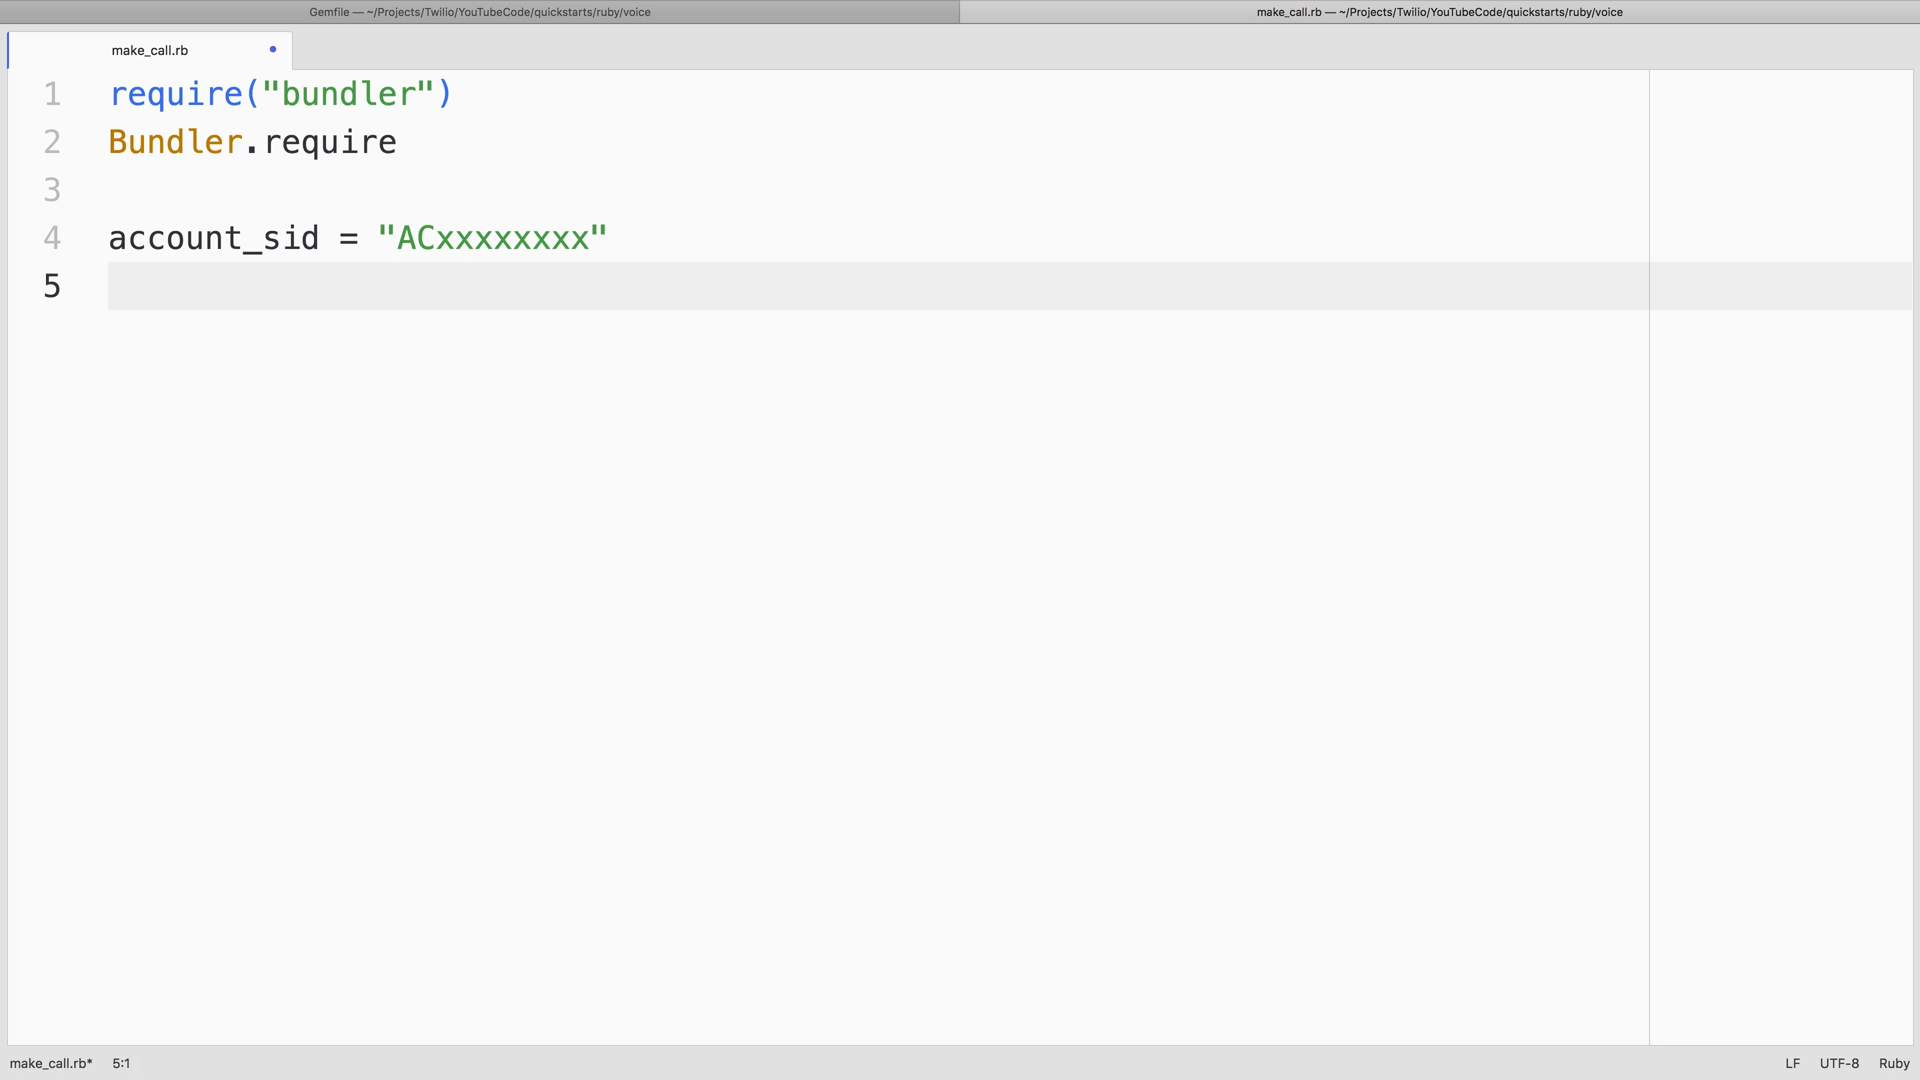 Gemfile — ~/Projects/Twilio/YouTubeCode/quickstarts/ruby/voice
make_call.rb — ~/Projects/Twilio/YouTubeCode/quickstarts/ruby/voice
make_call.rb
1 require("bundler")
2 Bundler.require
3
4 account_sid = "ACxxxxxxxx"
5
make_call.rb* 5:1 LF UTF-8 Ruby